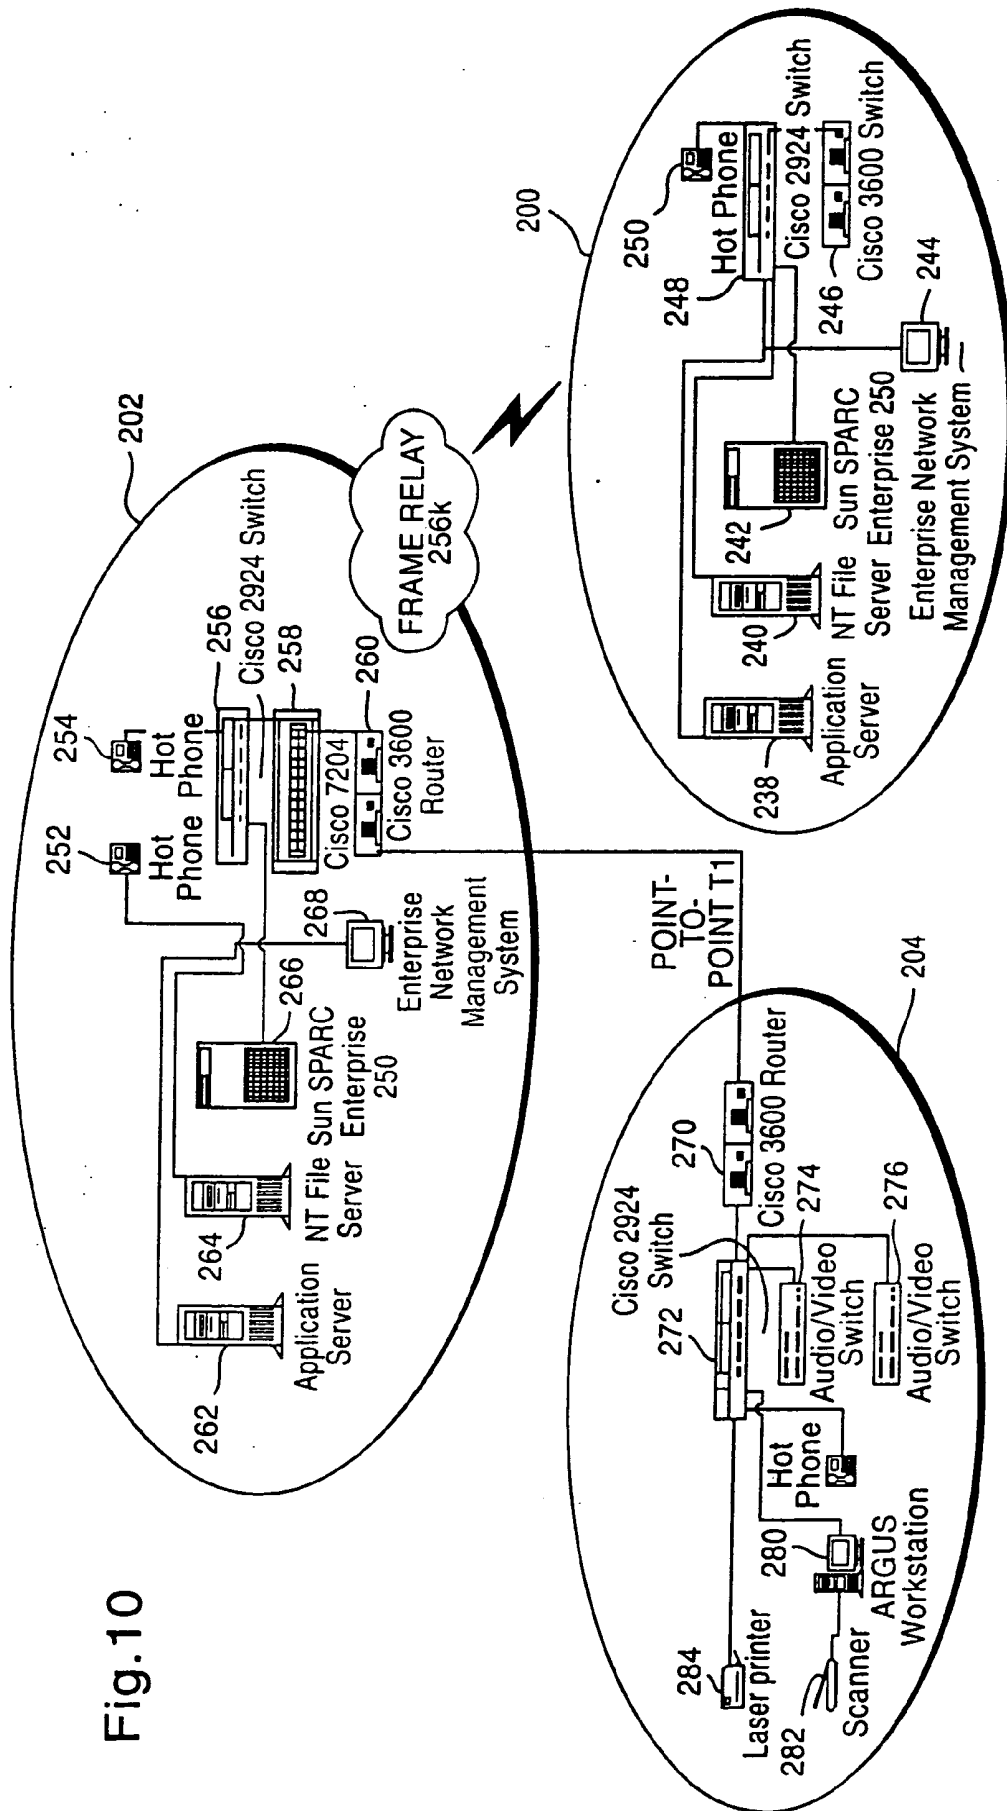 Fig.10
202
252
254
Hot
Phone
Hot
Phone
256
Cisco 2924 Switch
258
Cisco 7204
260
Cisco 3600
Router
262
Application
Server
264
NT File
Server
266
Sun SPARC
Enterprise
250
268
Enterprise
Network
Management
System
FRAME RELAY
256k
POINT-
TO-
POINT T1
200
250
Hot Phone
248
Cisco 2924 Switch
246
Cisco 3600 Switch
238
Application
Server
240
NT File
Server
242
Sun SPARC
Enterprise 250
244
Enterprise Network
Management System
204
270
Cisco 3600 Router
Cisco 2924
Switch
272
274
Audio/Video
Switch
276
Audio/Video
Switch
Hot
Phone
280
ARGUS
Workstation
282
Scanner
284
Laser printer